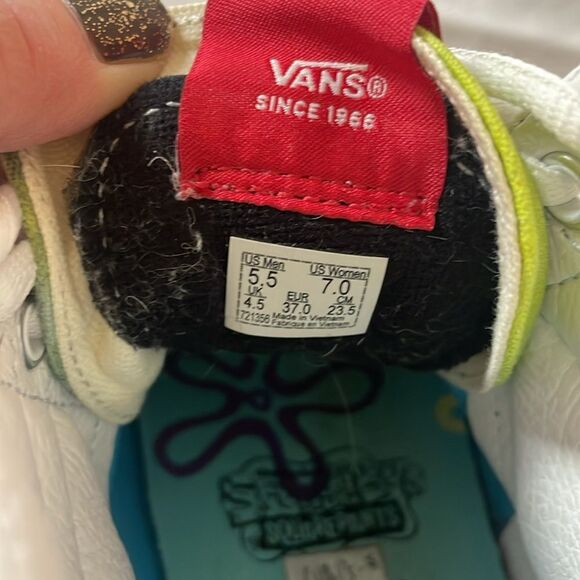 VANS®
SINCE 1966
US Men US Women
5.5 7.0
UK EUR CM
4.5 37.0 23.5
721356 Made in Vietnam
Fabrique en Vietnam
SQUAREPANTS